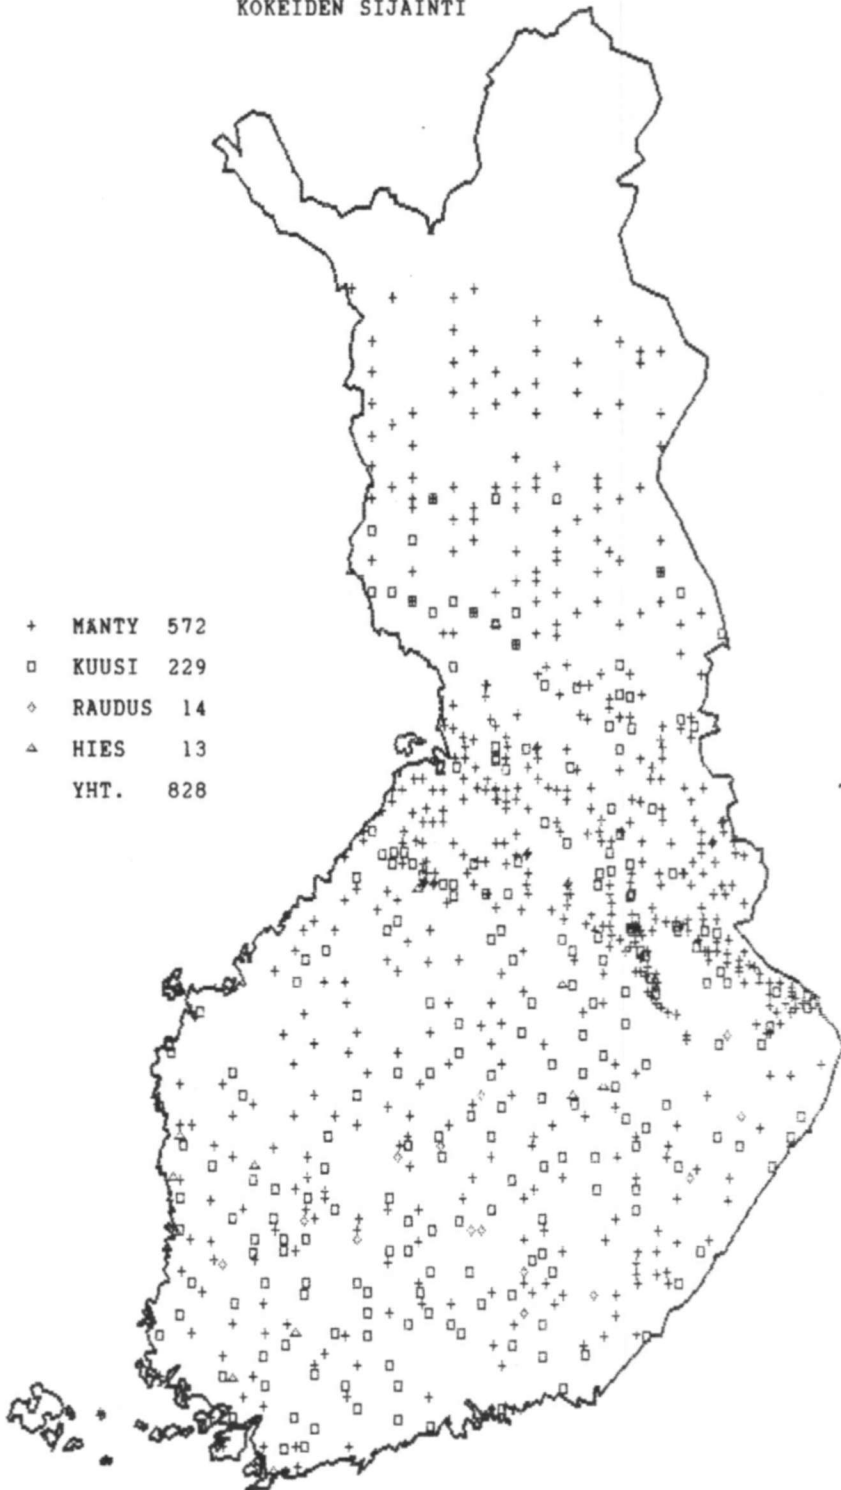 KOKEIDEN SIJAINTI
+ MÄNTY 572
□ KUUSI 229
◇ RAUDUS 14
△ HIES 13
YHT. 828